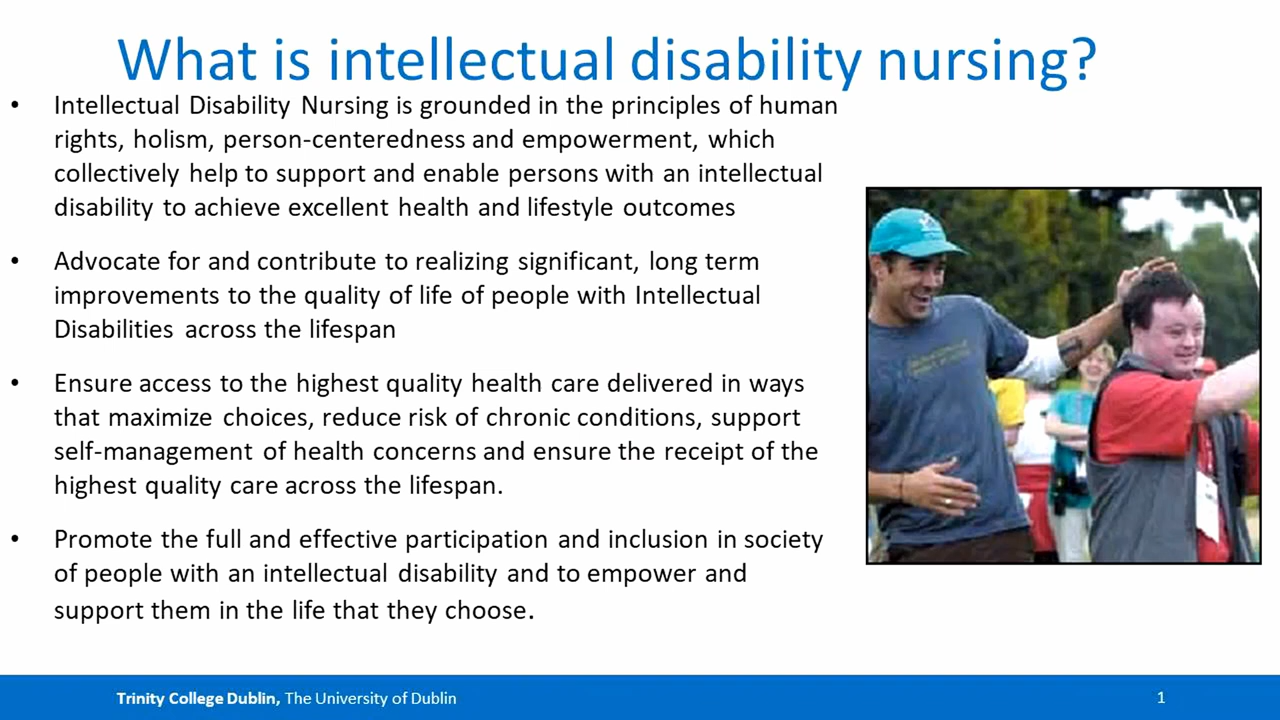 What is intellectual disability nursing?
• Intellectual Disability Nursing is grounded in the principles of human
rights, holism, person-centeredness and empowerment, which
collectively help to support and enable persons with an intellectual
disability to achieve excellent health and lifestyle outcomes
• Advocate for and contribute to realizing significant, long term
improvements to the quality of life of people with Intellectual
Disabilities across the lifespan
• Ensure access to the highest quality health care delivered in ways
that maximize choices, reduce risk of chronic conditions, support
self-management of health concerns and ensure the receipt of the
highest quality care across the lifespan.
• Promote the full and effective participation and inclusion in society
of people with an intellectual disability and to empower and
support them in the life that they choose.
Trinity College Dublin, The University of Dublin
1